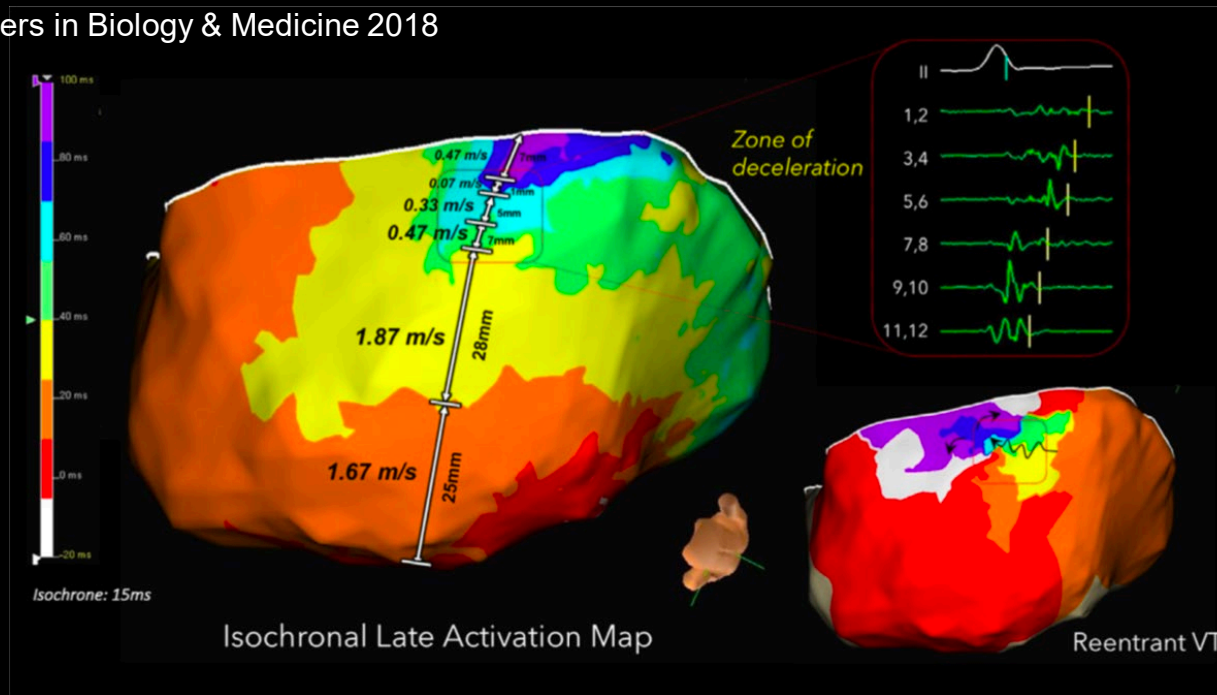 ers in Biology & Medicine 2018
100 ms
80 ms
60 ms
40 ms
20 ms
0 ms
-20 ms
Isochrone: 15ms
0.47 m/s
7mm
0.07 m/s
1mm
0.33 m/s
5mm
0.47 m/s
7mm
1.87 m/s
28mm
1.67 m/s
25mm
Isochronal Late Activation Map
Zone of
deceleration
II
1,2
3,4
5,6
7,8
9,10
11,12
Reentrant VT